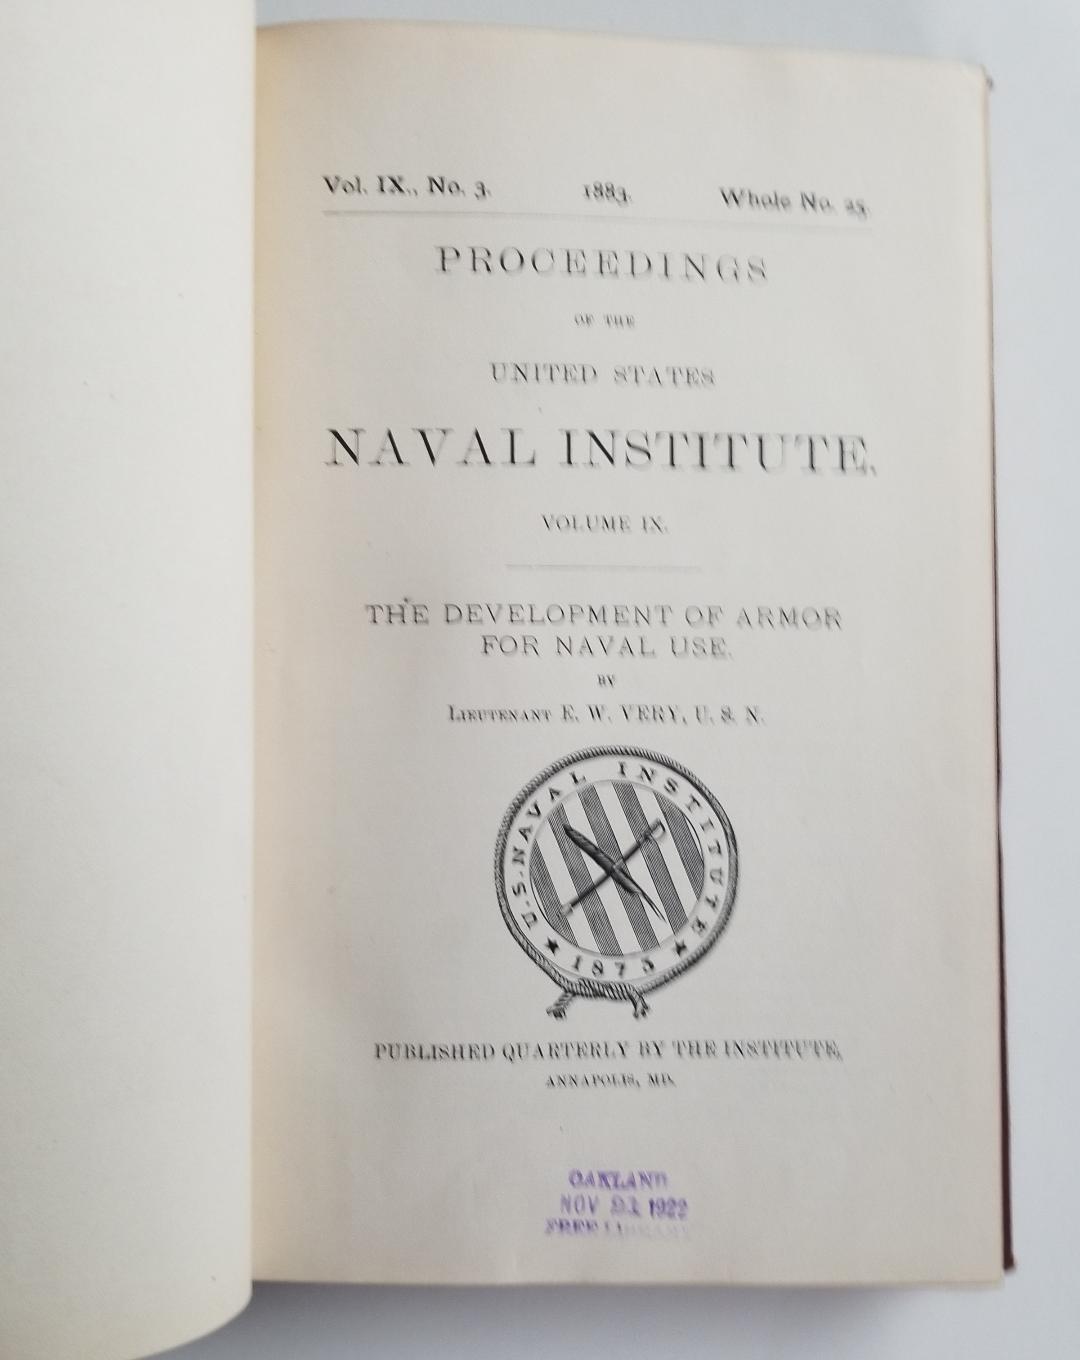 Vol. IX., No. 3. 1883. Whole No. 25.
PROCEEDINGS
OF THE
UNITED STATES
NAVAL INSTITUTE.
VOLUME IX.
THE DEVELOPMENT OF ARMOR
FOR NAVAL USE.
BY
LIEUTENANT E. W. VERY, U. S. N.
U.S. NAVAL INSTITUTE
1873
PUBLISHED QUARTERLY BY THE INSTITUTE,
ANNAPOLIS, MD.
OAKLAND
NOV 1922
FREE LIBRARY